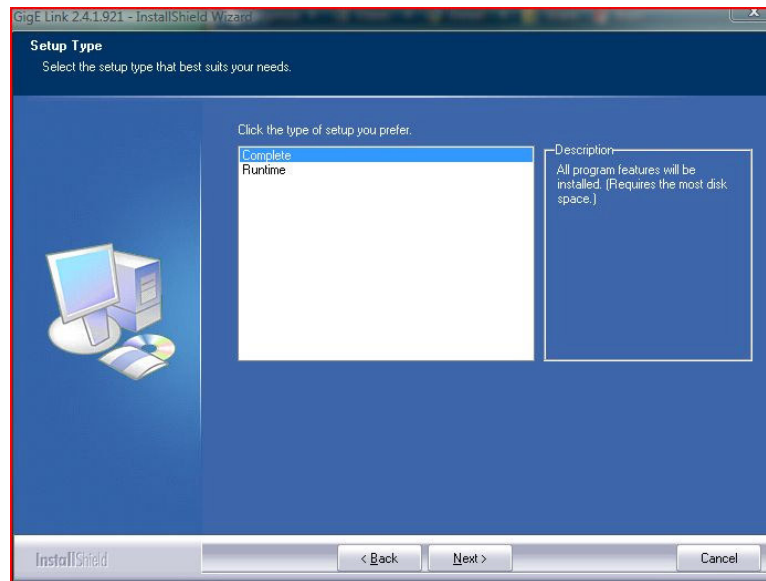 GigE Link 2.4.1.921 - InstallShield Wizard
X
Setup Type
Select the setup type that best suits your needs.
Click the type of setup you prefer.
Complete
Runtime
Description
All program features will be
installed. (Requires the most disk
space.)
InstallShield
< Back
Next >
Cancel